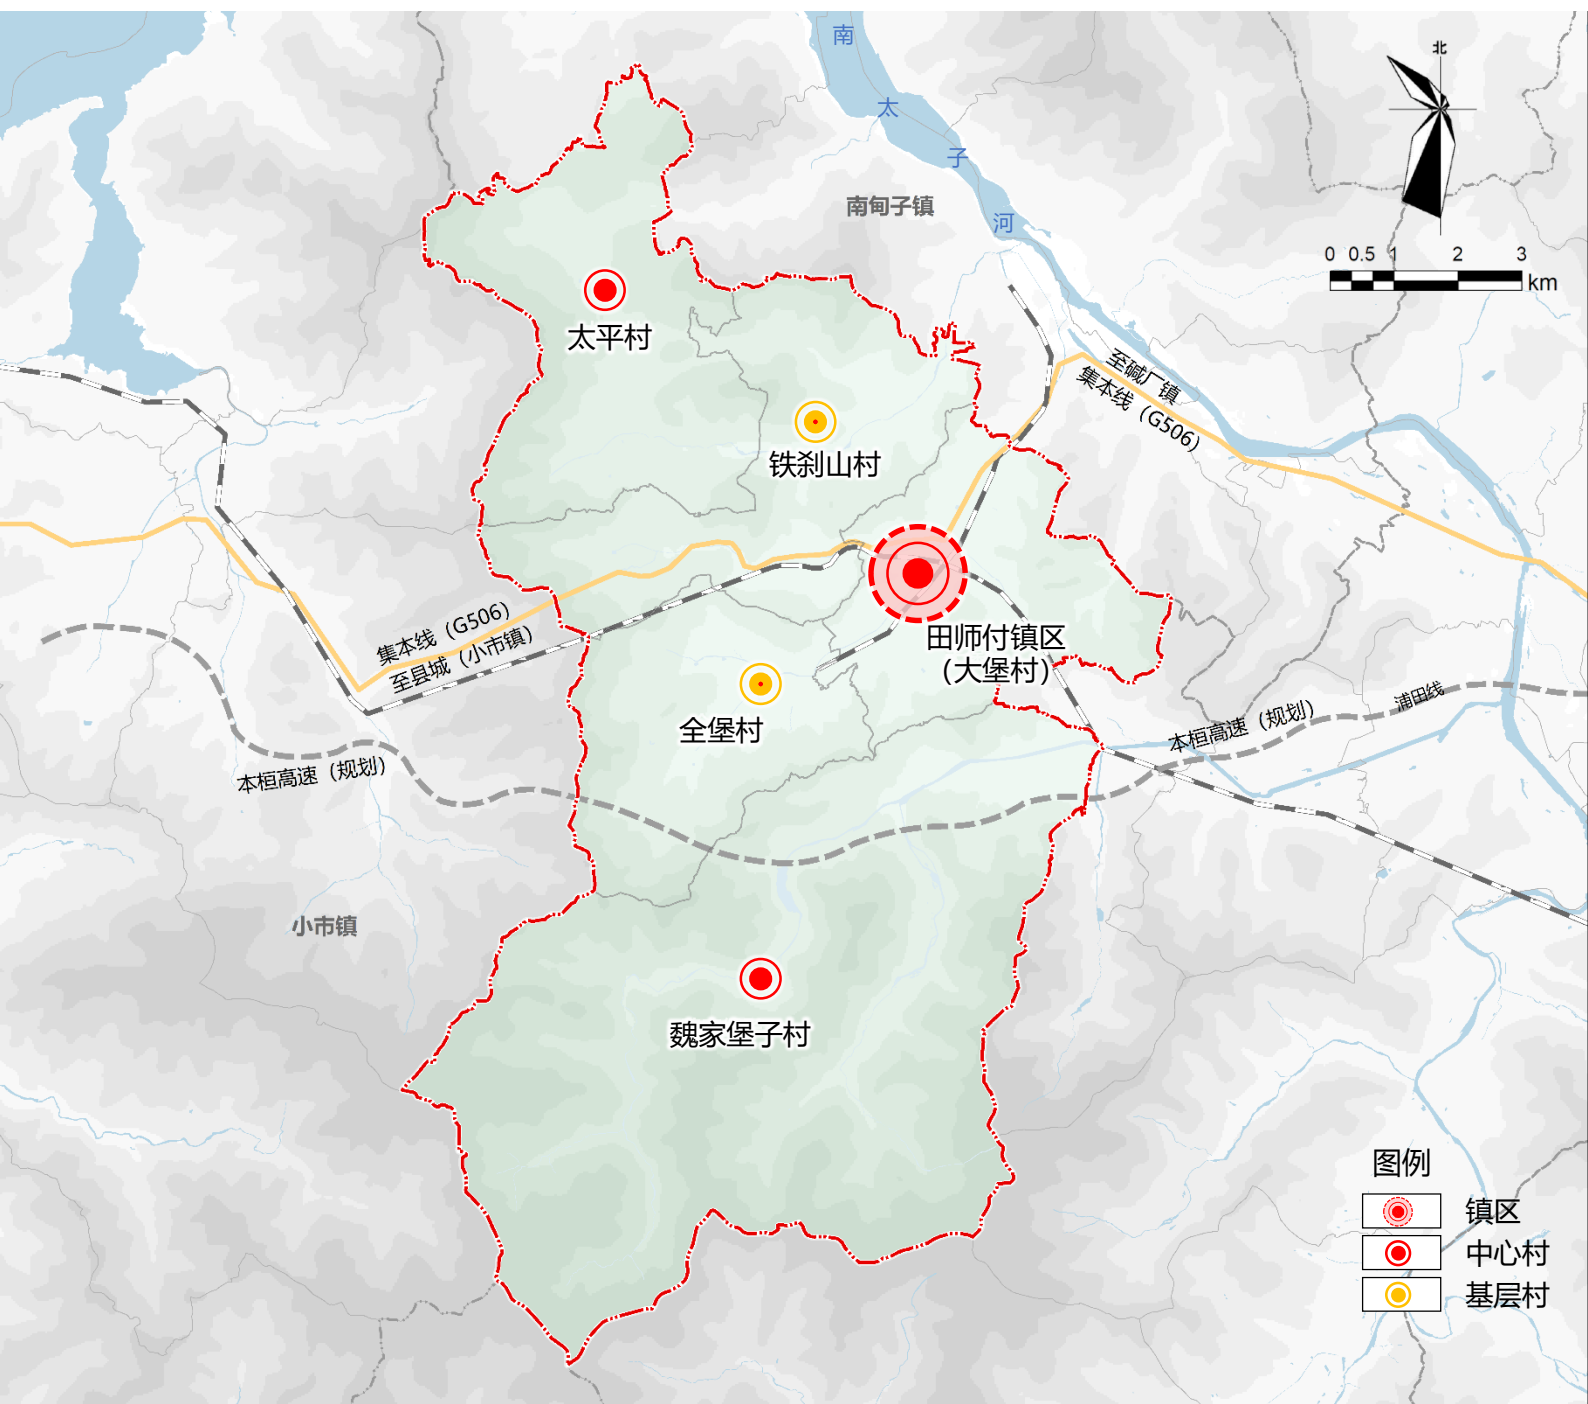 南
太
子
河
北
南甸子镇
0 0.5 1 2 3
km
太平村
至碱厂镇
集本线（G506）
铁刹山村
集本线（G506）
至县城（小市镇）
田师付镇区
（大堡村）
全堡村
浦田线
本桓高速（规划）
本桓高速（规划）
小市镇
魏家堡子村
图例
镇区
中心村
基层村